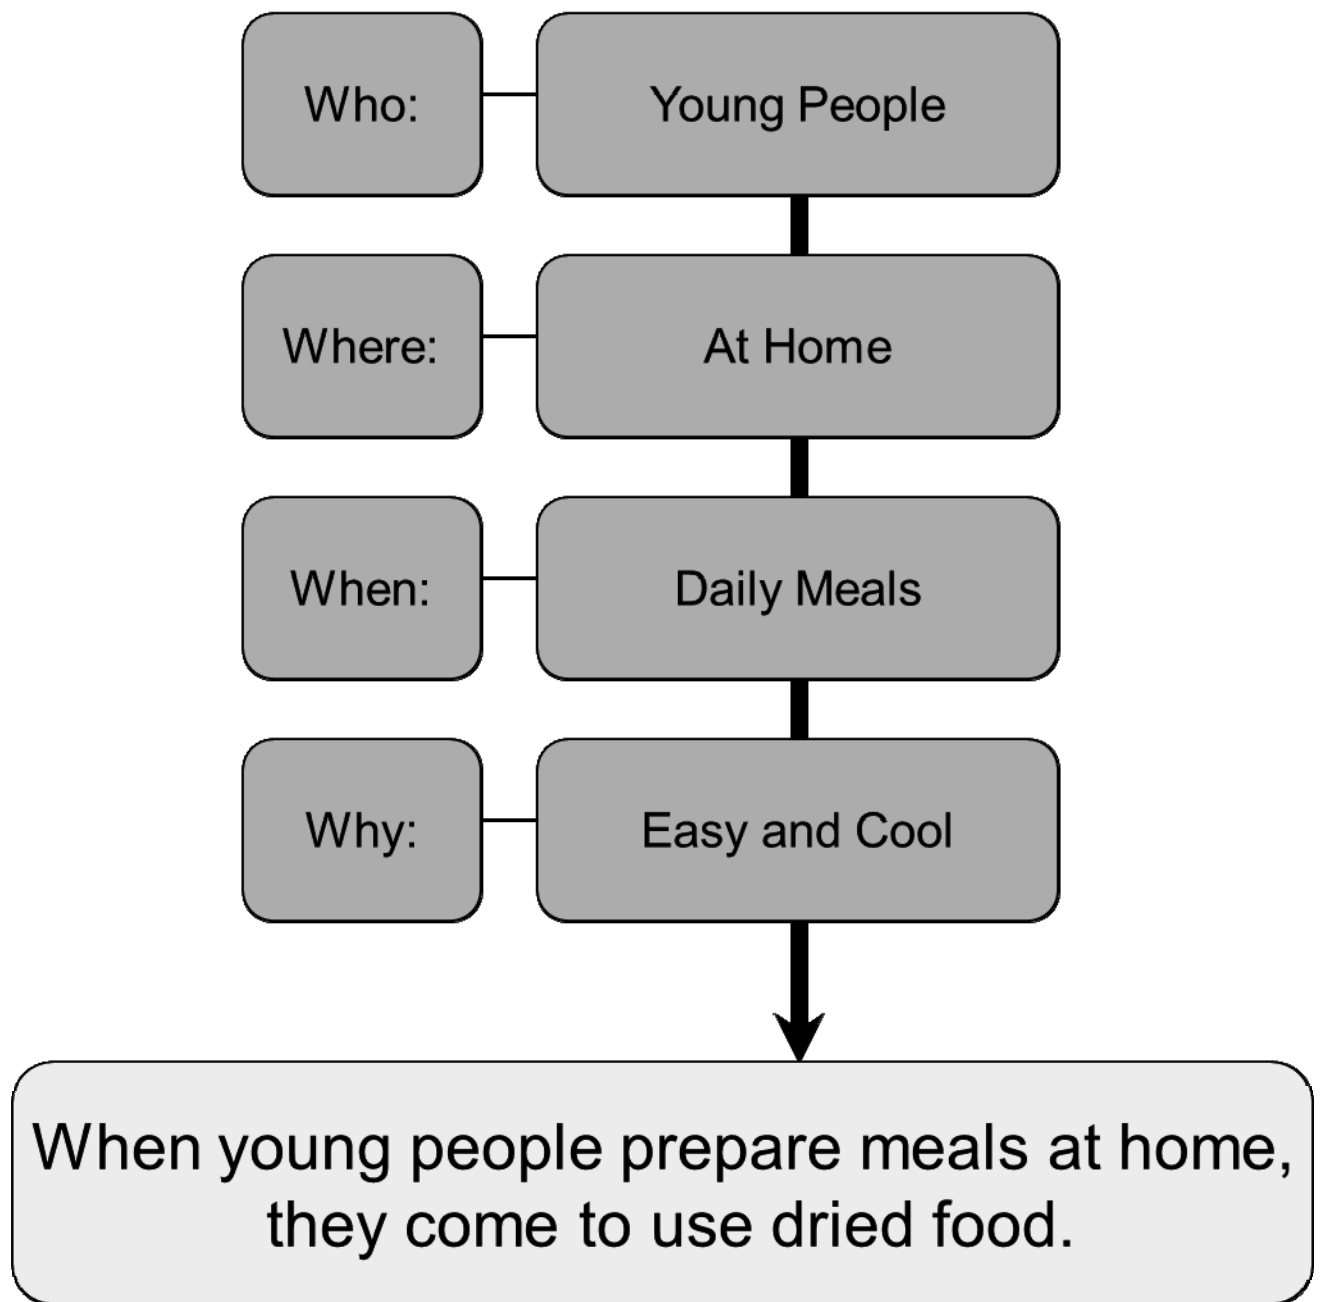 Who: Young People
Where: At Home
When: Daily Meals
Why: Easy and Cool
When young people prepare meals at home,
they come to use dried food.